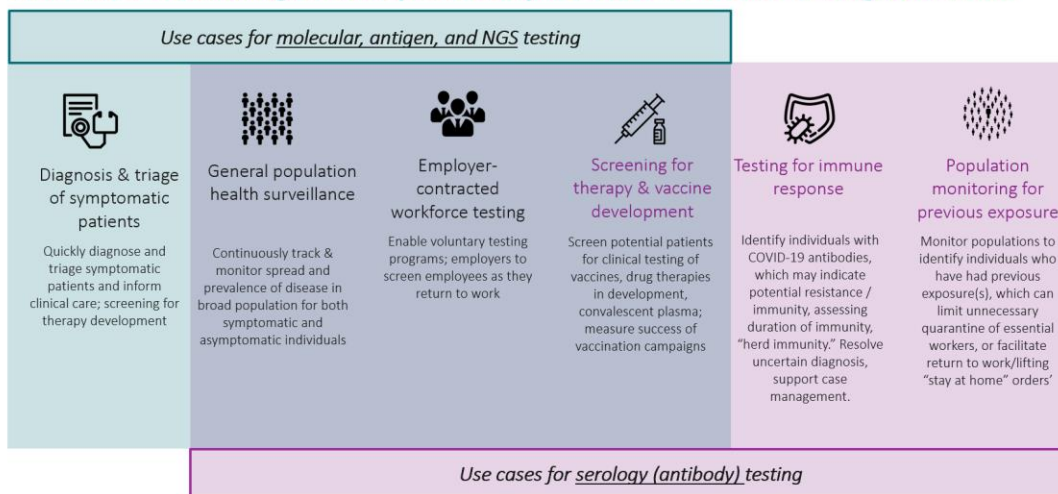 Use cases for molecular, antigen, and NGS testing
Diagnosis & triage
of symptomatic
patients
Quickly diagnose and
triage symptomatic
patients and inform
clinical care; screening for
therapy development
General population
health surveillance
Continuously track &
monitor spread and
prevalence of disease in
broad population for both
symptomatic and
asymptomatic individuals
Employer-
contracted
workforce testing
Enable voluntary testing
programs; employers to
screen employees as they
return to work
Screening for
therapy & vaccine
development
Screen potential patients
for clinical testing of
vaccines, drug therapies
in development,
convalescent plasma;
measure success of
vaccination campaigns
Testing for immune
response
Identify individuals with
COVID-19 antibodies,
which may indicate
potential resistance /
immunity, assessing
duration of immunity,
“herd immunity.” Resolve
uncertain diagnosis,
support case
management.
Population
monitoring for
previous exposure
Monitor populations to
identify individuals who
have had previous
exposure(s), which can
limit unnecessary
quarantine of essential
workers, or facilitate
return to work/lifting
“stay at home” orders’
Use cases for serology (antibody) testing